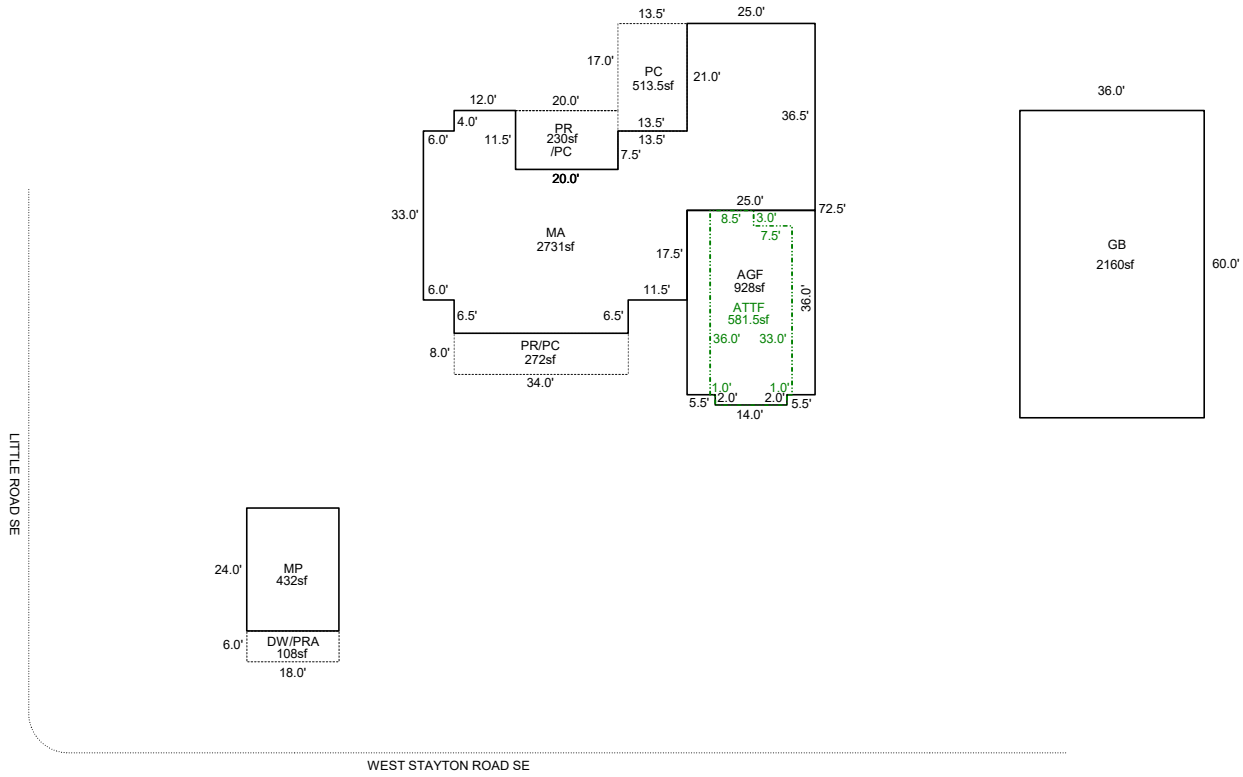 13.5'
25.0'
17.0'
PC
513.5sf
21.0'
36.0'
12.0'
20.0'
4.0'
36.5'
6.0'
11.5'
PR
230sf
/PC
13.5'
13.5'
7.5'
20.0'
25.0'
72.5'
33.0'
8.5'
3.0'
7.5'
MA
2731sf
17.5'
GB
2160sf
60.0'
AGF
928sf
36.0'
6.0'
11.5'
ATTF
581.5sf
6.5'
6.5'
36.0'
33.0'
8.0'
PR/PC
272sf
34.0'
1.0'
1.0'
5.5'
2.0'
2.0'
5.5'
14.0'
LITTLE ROAD SE
24.0'
MP
432sf
6.0'
DW/PRA
108sf
18.0'
WEST STAYTON ROAD SE